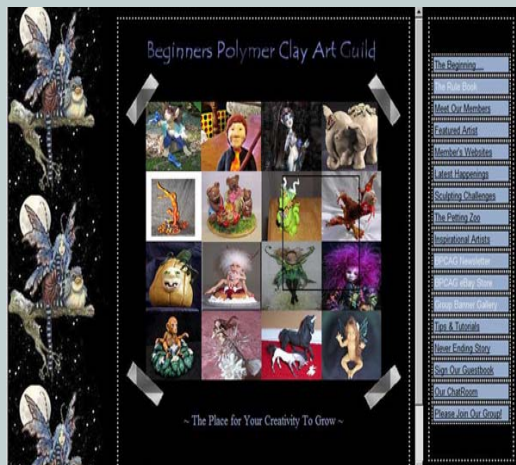 Beginners Polymer Clay Art Guild
~ The Place for Your Creativity To Grow ~
The Beginning ...
The Rule Book
Meet Our Members
Featured Artist
Member's Websites
Latest Happenings
Sculpting Challenges
The Petting Zoo
Inspirational Artists
BPCAG Newsletter
BPCAG eBay Store
Group Banner Gallery
Tips & Tutorials
Never Ending Story
Sign Our Guestbook
Our ChatRoom
Please Join Our Group!